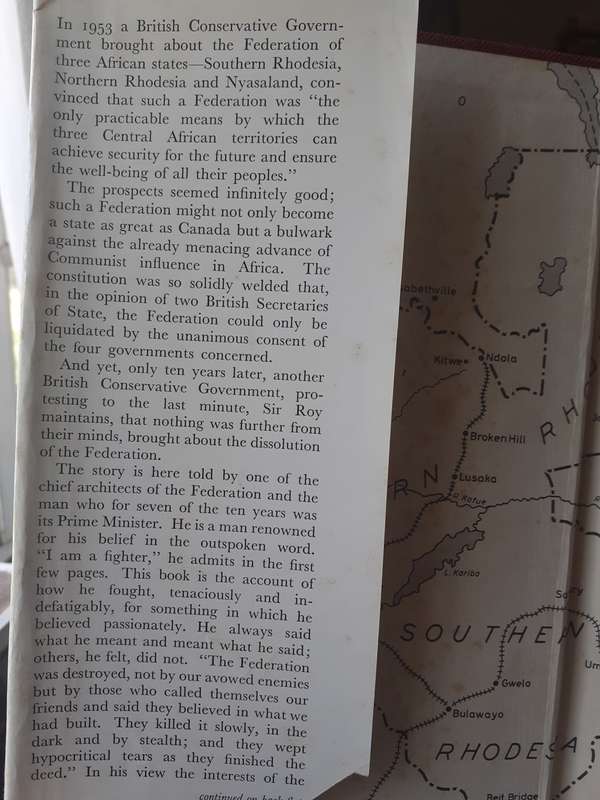 In 1953 a British Conservative Govern-
ment brought about the Federation of
three African states—Southern Rhodesia,
Northern Rhodesia and Nyasaland, con-
vinced that such a Federation was "the
only practicable means by which the
three Central African territories can
achieve security for the future and ensure
the well-being of all their peoples."
The prospects seemed infinitely good;
such a Federation might not only become
a state as great as Canada but a bulwark
against the already menacing advance of
Communist influence in Africa. The
constitution was so solidly welded that,
in the opinion of two British Secretaries
of State, the Federation could only be
liquidated by the unanimous consent of
the four governments concerned.
And yet, only ten years later, another
British Conservative Government, pro-
testing to the last minute, Sir Roy
maintains, that nothing was further from
their minds, brought about the dissolution
of the Federation.
The story is here told by one of the
chief architects of the Federation and the
man who for seven of the ten years was
its Prime Minister. He is a man renowned
for his belief in the outspoken word.
"I am a fighter," he admits in the first
few pages. This book is the account of
how he fought, tenaciously and in-
defatigably, for something in which he
believed passionately. He always said
what he meant and meant what he said;
others, he felt, did not. "The Federation
was destroyed, not by our avowed enemies
but by those who called themselves our
friends and said they believed in what we
had built. They killed it slowly, in the
dark and by stealth; and they wept
hypocritical tears as they finished the
deed." In his view the interests of the
continued on back
abethville
Kitwe
Ndola
Broken Hill
RH
Lusaka
RN
R. Kafue
L. Kariba
SOUTHERN
Gwelo
Um
Bulawayo
RHODESIA
Beit Bridge